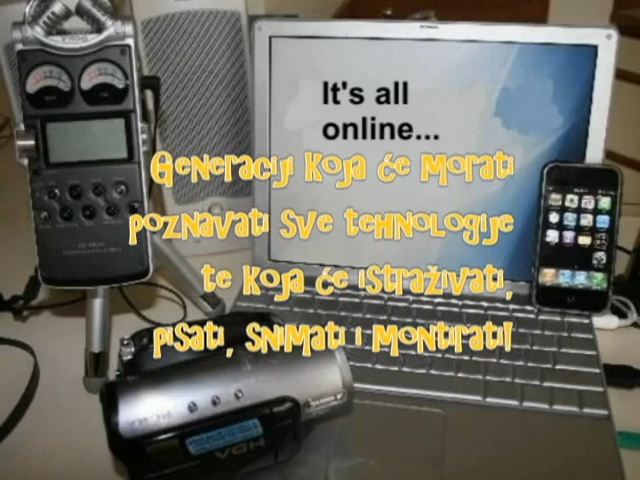 It's all
online...
Generaciji koja će morati
poznavati sve tehnologije
te koja će istraživati,
pisati, snimati i montirati!